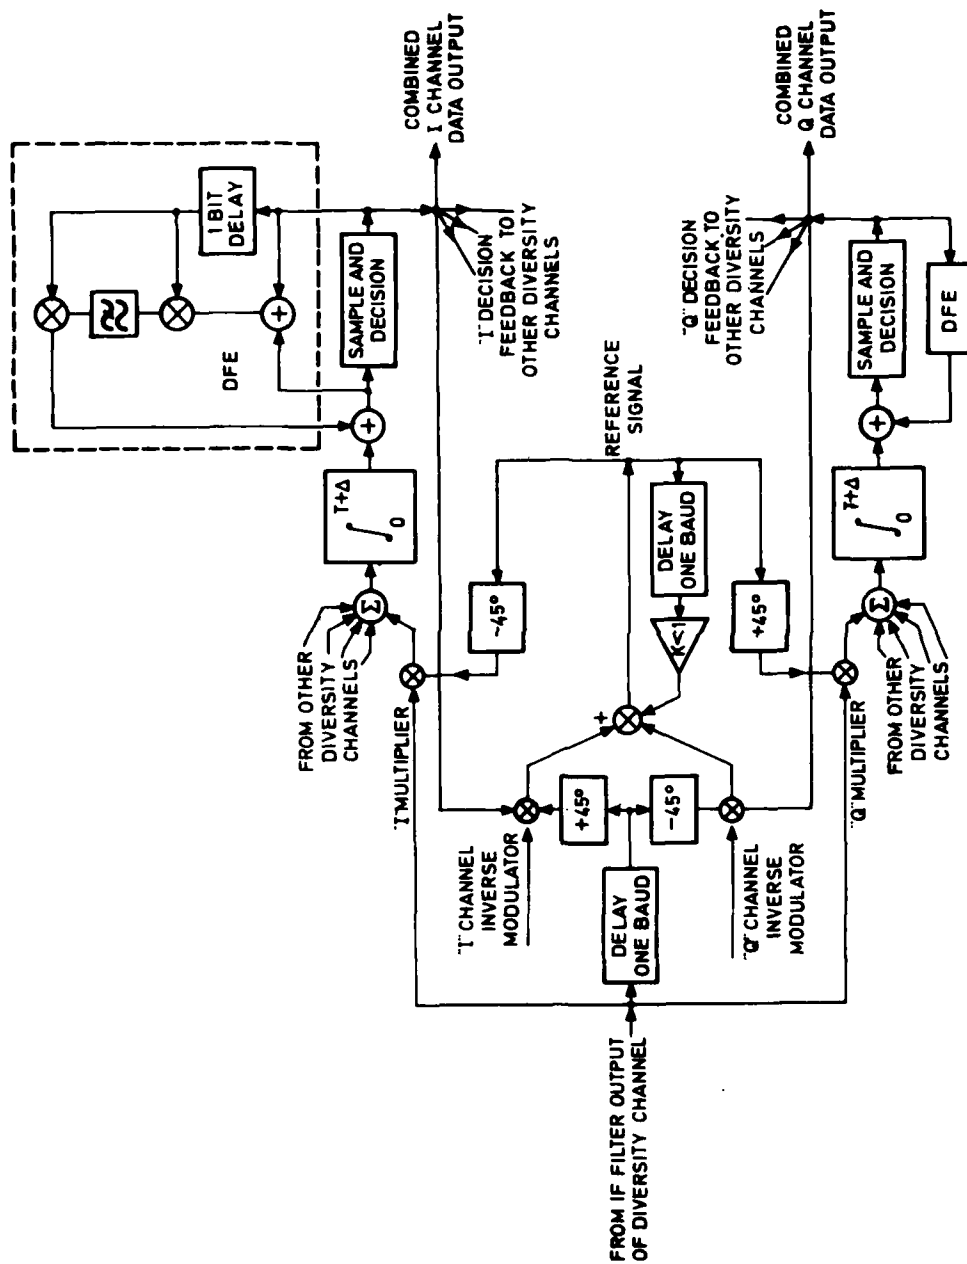 COMBINED
I CHANNEL
DATA OUTPUT
COMBINED
Q CHANNEL
DATA OUTPUT
1 BIT
DELAY
DFE
SAMPLE AND
DECISION
"I" DECISION
FEEDBACK TO
OTHER DIVERSITY
CHANNELS
"Q" DECISION
FEEDBACK TO
OTHER DIVERSITY
CHANNELS
SAMPLE AND
DECISION
DFE
+
+
+
REFERENCE
SIGNAL
T+Δ
∫
0
T+Δ
∫
0
-45°
DELAY
ONE BAUD
K<1
+45°
Σ
Σ
FROM OTHER
DIVERSITY
CHANNELS
FROM OTHER
DIVERSITY
CHANNELS
"I" MULTIPLIER
"Q" MULTIPLIER
+
+45°
-45°
"I" CHANNEL
INVERSE
MODULATOR
DELAY
ONE BAUD
"Q" CHANNEL
INVERSE
MODULATOR
FROM IF FILTER OUTPUT
OF DIVERSITY CHANNEL